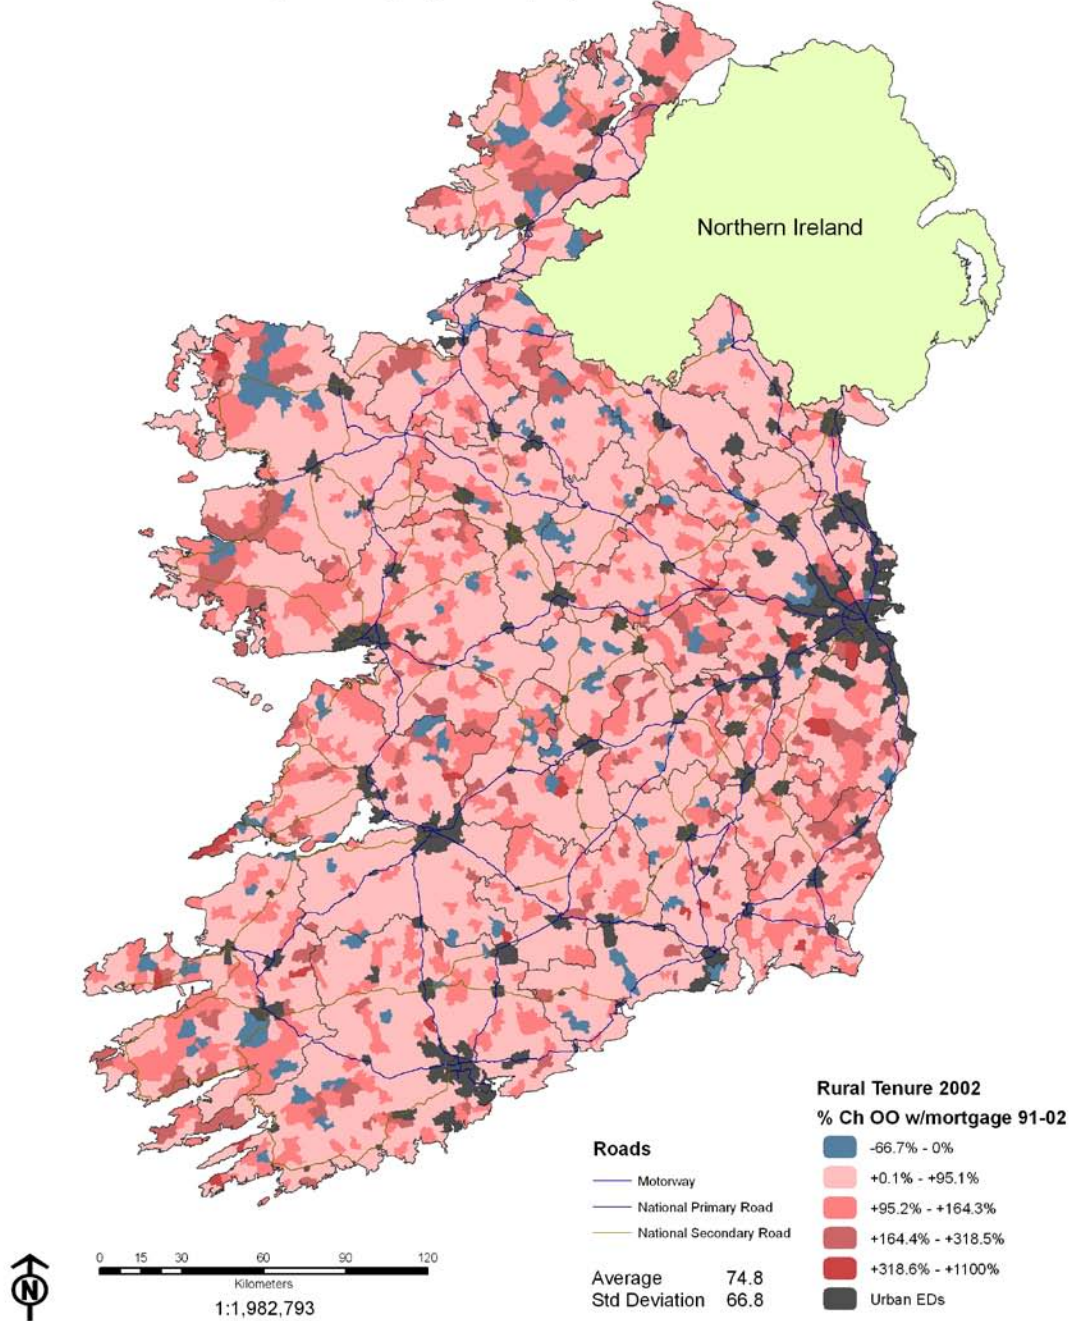 Northern Ireland
Rural Tenure 2002
% Ch OO w/mortgage 91-02
-66.7% - 0%
+0.1% - +95.1%
+95.2% - +164.3%
+164.4% - +318.5%
+318.6% - +1100%
Urban EDs
Roads
Motorway
National Primary Road
National Secondary Road
Average 74.8
Std Deviation 66.8
0 15 30 60 90 120
Kilometers
1:1,982,793
N